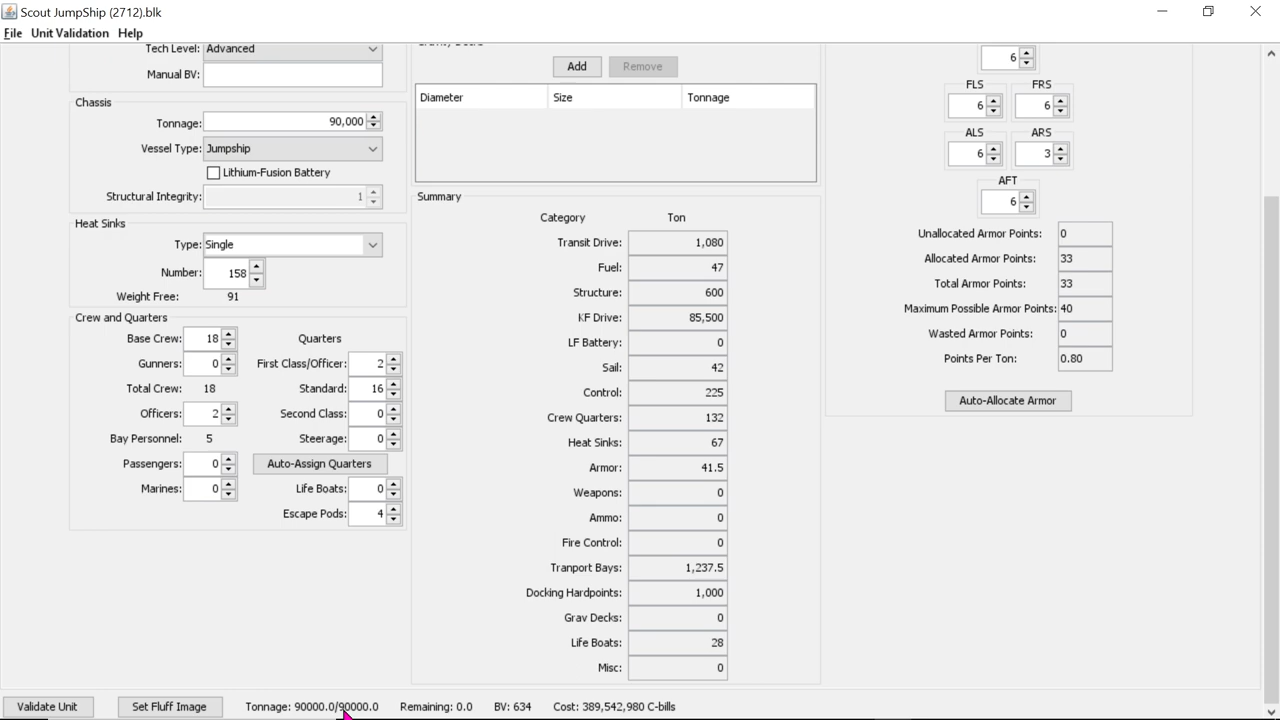 Scout JumpShip (2712).blk
File Unit Validation Help
Tech Level: Advanced
Manual BV:
Chassis
Tonnage: 90,000
Vessel Type: Jumpship
Lithium-Fusion Battery
Structural Integrity: 1
Heat Sinks
Type: Single
Number: 158
Weight Free: 91
Crew and Quarters
Base Crew: 18 Quarters
Gunners: 0 First Class/Officer: 2
Total Crew: 18 Standard: 16
Officers: 2 Second Class: 0
Bay Personnel: 5 Steerage: 0
Passengers: 0 Auto-Assign Quarters
Marines: 0 Life Boats: 0
Escape Pods: 4
Add Remove
Diameter Size Tonnage
Summary
Category Ton
Transit Drive: 1,080
Fuel: 47
Structure: 600
KF Drive: 85,500
LF Battery: 0
Sail: 42
Control: 225
Crew Quarters: 132
Heat Sinks: 67
Armor: 41.5
Weapons: 0
Ammo: 0
Fire Control: 0
Tranport Bays: 1,237.5
Docking Hardpoints: 1,000
Grav Decks: 0
Life Boats: 28
Misc: 0
6
FLS FRS
6 6
ALS ARS
6 3
AFT
6
Unallocated Armor Points: 0
Allocated Armor Points: 33
Total Armor Points: 33
Maximum Possible Armor Points: 40
Wasted Armor Points: 0
Points Per Ton: 0.80
Auto-Allocate Armor
Validate Unit Set Fluff Image Tonnage: 90000.0/90000.0 Remaining: 0.0 BV: 634 Cost: 389,542,980 C-bills